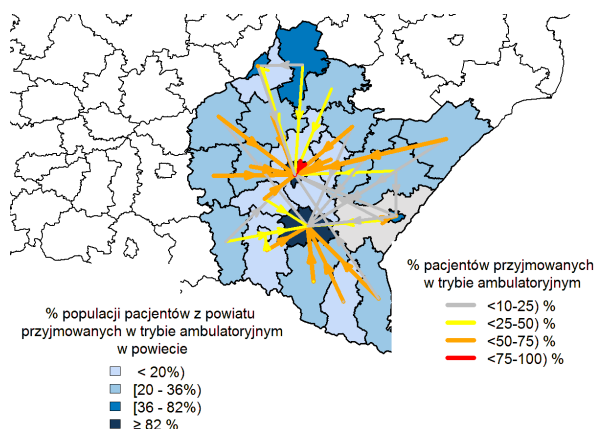 % pacjentów przyjmowanych
w trybie ambulatoryjnym
<10-25) %
<25-50) %
<50-75) %
<75-100) %
% populacji pacjentów z powiatu
przyjmowanych w trybie ambulatoryjnym
w powiecie
< 20%)
[20 - 36%)
[36 - 82%)
≥ 82 %